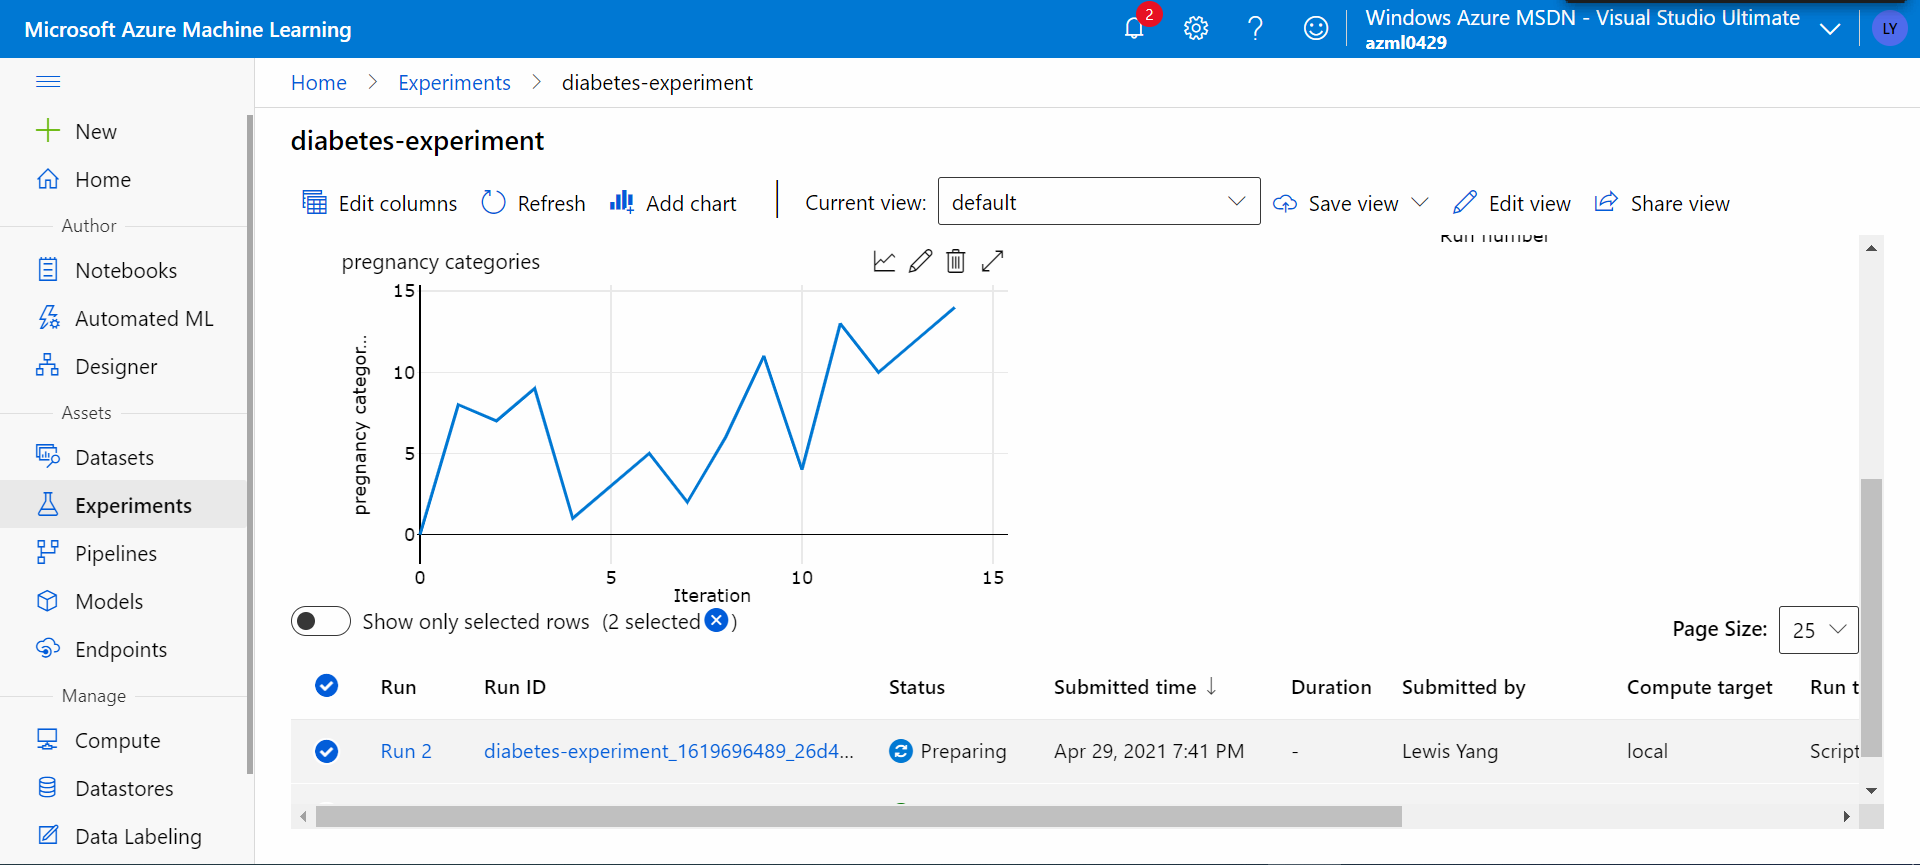 Microsoft Azure Machine Learning
2
Windows Azure MSDN - Visual Studio Ultimate
azml0429
LY
New
Home
Author
Notebooks
Automated ML
Designer
Assets
Datasets
Experiments
Pipelines
Models
Endpoints
Manage
Compute
Datastores
Data Labeling
Home > Experiments > diabetes-experiment
diabetes-experiment
Edit columns Refresh Add chart Current view: default Save view Edit view Share view
Run number
pregnancy categories
15
10
5
0
pregnancy categor...
0 5 10 15
Iteration
Show only selected rows (2 selected )
Page Size: 25
Run Run ID Status Submitted time ↓ Duration Submitted by Compute target Run t
Run 2 diabetes-experiment_1619696489_26d4... Preparing Apr 29, 2021 7:41 PM - Lewis Yang local Script